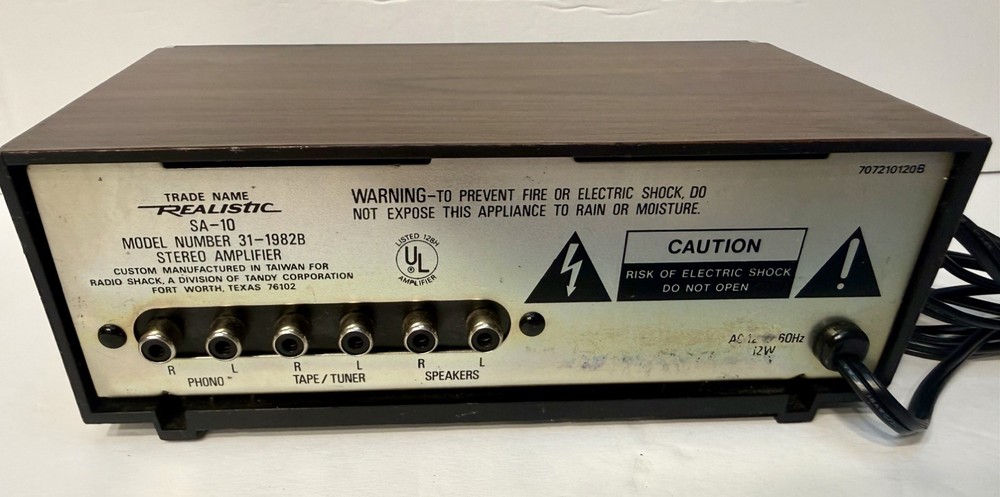 TRADE NAME
REALISTIC
SA-10
MODEL NUMBER 31-1982B
STEREO AMPLIFIER
CUSTOM MANUFACTURED IN TAIWAN FOR
RADIO SHACK, A DIVISION OF TANDY CORPORATION
FORT WORTH, TEXAS 76102
WARNING-TO PREVENT FIRE OR ELECTRIC SHOCK, DO
NOT EXPOSE THIS APPLIANCE TO RAIN OR MOISTURE.
707210120B
LISTED 128H
UL
®
AMPLIFIER
CAUTION
RISK OF ELECTRIC SHOCK
DO NOT OPEN
!
R L
PHONO
R L
TAPE/TUNER
R L
SPEAKERS
AC 60Hz
12W